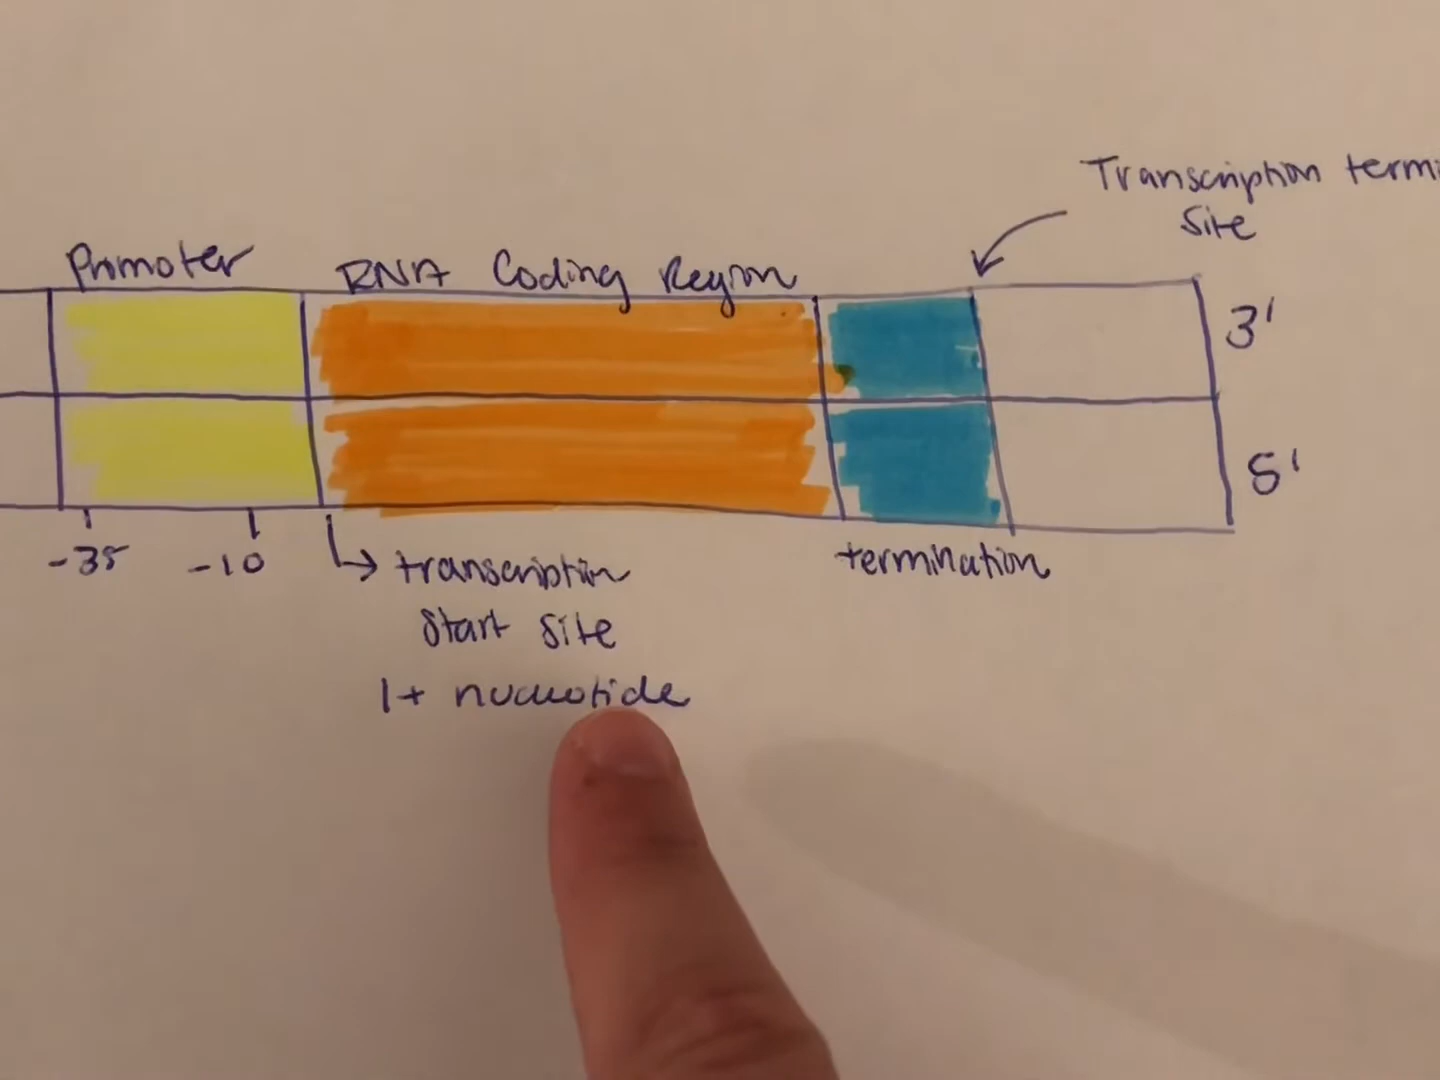 Transcription termi
Site
Promoter
RNA Coding Region
3'
5'
-35
-10
transcription
Start Site
1+ nucleotide
termination